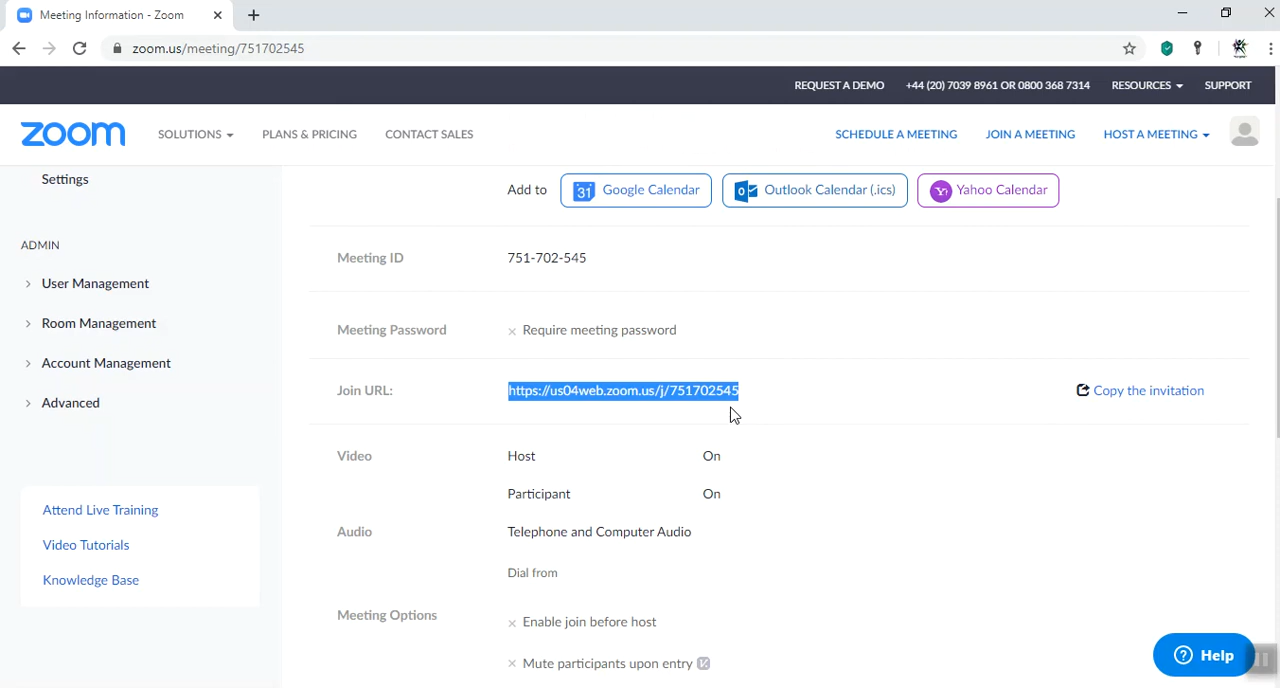 Meeting Information - Zoom
zoom.us/meeting/751702545
REQUEST A DEMO +44 (20) 7039 8961 OR 0800 368 7314 RESOURCES SUPPORT
zoom SOLUTIONS PLANS & PRICING CONTACT SALES SCHEDULE A MEETING JOIN A MEETING HOST A MEETING
Settings
ADMIN
User Management
Room Management
Account Management
Advanced
Attend Live Training
Video Tutorials
Knowledge Base
Add to 31 Google Calendar Outlook Calendar (.ics) Yahoo Calendar
Meeting ID 751-702-545
Meeting Password × Require meeting password
Join URL: https://us04web.zoom.us/j/751702545 Copy the invitation
Video Host On
Participant On
Audio Telephone and Computer Audio
Dial from
Meeting Options × Enable join before host
× Mute participants upon entry
Help